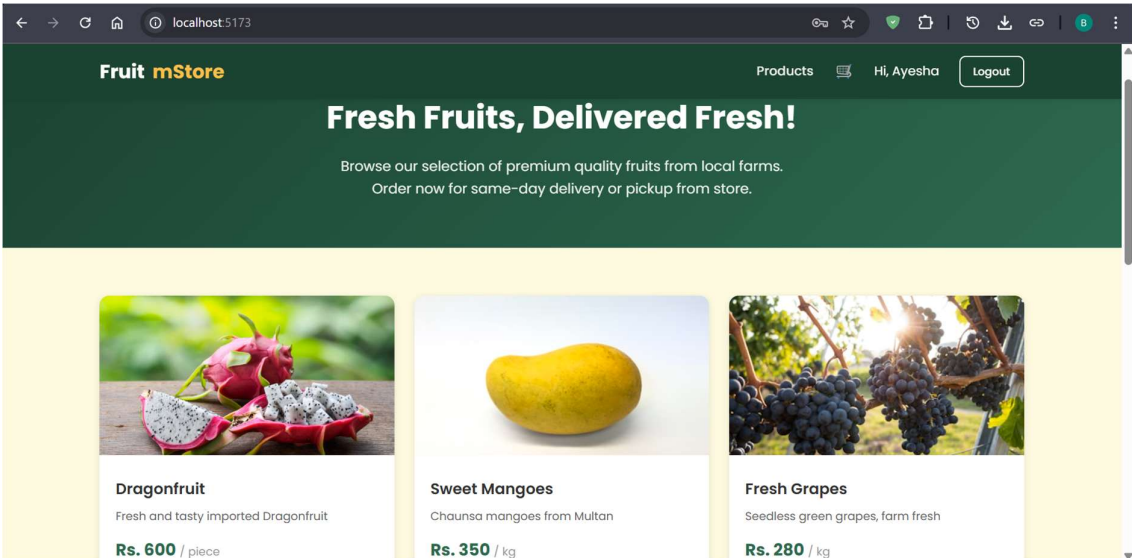 localhost:5173
B
Fruit mStore
Products
Hi, Ayesha
Logout
Fresh Fruits, Delivered Fresh!
Browse our selection of premium quality fruits from local farms.
Order now for same-day delivery or pickup from store.
Dragonfruit
Fresh and tasty imported Dragonfruit
Rs. 600 / piece
Sweet Mangoes
Chaunsa mangoes from Multan
Rs. 350 / kg
Fresh Grapes
Seedless green grapes, farm fresh
Rs. 280 / kg